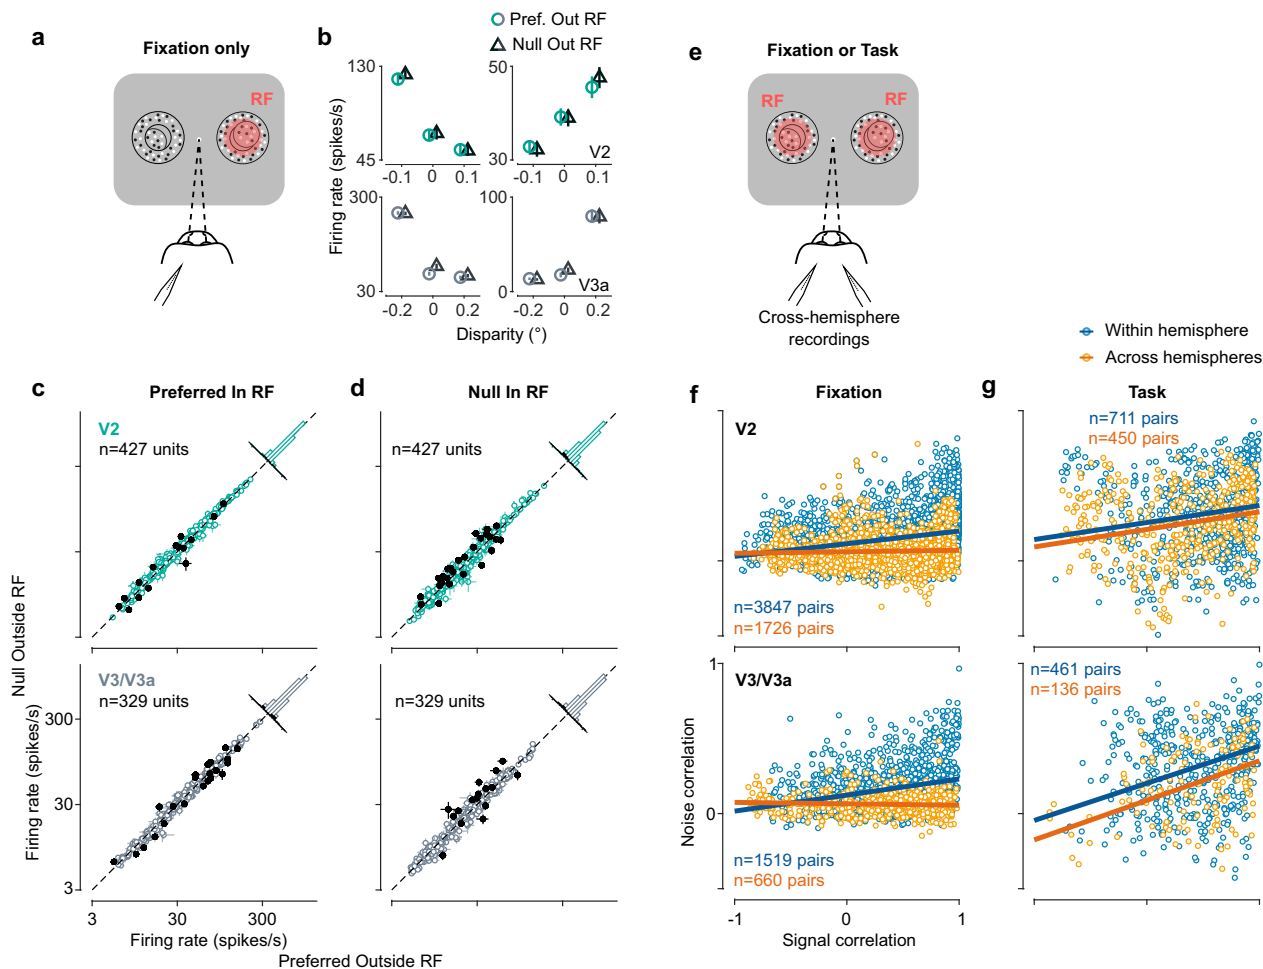 a
Fixation only
RF
b
Pref. Out RF
Null Out RF
Firing rate (spikes/s)
130
45
-0.1
0
0.1
50
30
V2
-0.1
0
0.1
300
30
-0.2
0
0.2
100
0
V3a
-0.2
0
0.2
Disparity (°)
e
Fixation or Task
RF
RF
Cross-hemisphere
recordings
Within hemisphere
Across hemispheres
c
Preferred In RF
V2
n=427 units
d
Null In RF
n=427 units
V3/V3a
n=329 units
n=329 units
Null Outside RF
Firing rate (spikes/s)
300
30
3
3
30
300
Firing rate (spikes/s)
Preferred Outside RF
f
Fixation
V2
n=3847 pairs
n=1726 pairs
g
Task
n=711 pairs
n=450 pairs
V3/V3a
n=1519 pairs
n=660 pairs
n=461 pairs
n=136 pairs
Noise correlation
1
0
-1
0
1
Signal correlation